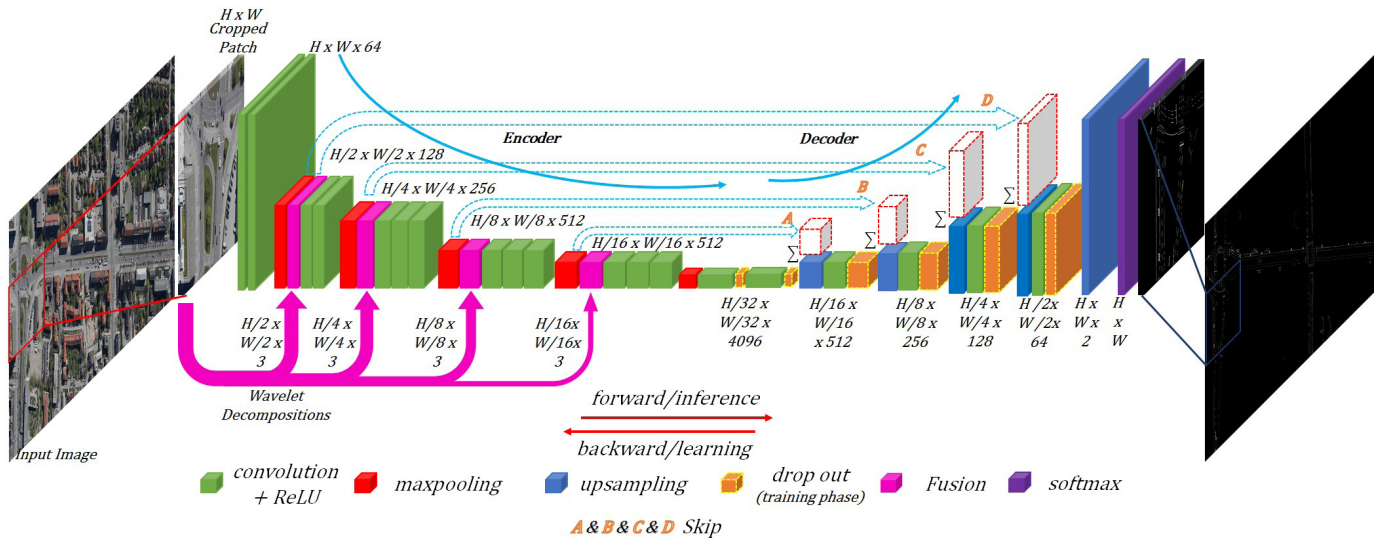 H x W
Cropped
Patch
H x W x 64
D
Encoder
Decoder
H/2 x W/2 x 128
C
H/4 x W/4 x 256
B
H/8 x W/8 x 512
A
H/16 x W/16 x 512
Σ
Σ
Σ
Σ
H/2 x
W/2 x
3
H/4 x
W/4 x
3
H/8 x
W/8 x
3
H/16x
W/16x
3
H/32 x
W/32 x
4096
H/16 x
W/16
x 512
H/8 x
W/8 x
256
H/4 x
W/4 x
128
H /2x
W /2x
64
H x
W x
2
H
x
W
Wavelet
Decompositions
Input Image
forward/inference
backward/learning
convolution
+ ReLU
maxpooling
upsampling
drop out
(training phase)
Fusion
softmax
A & B & C & D Skip